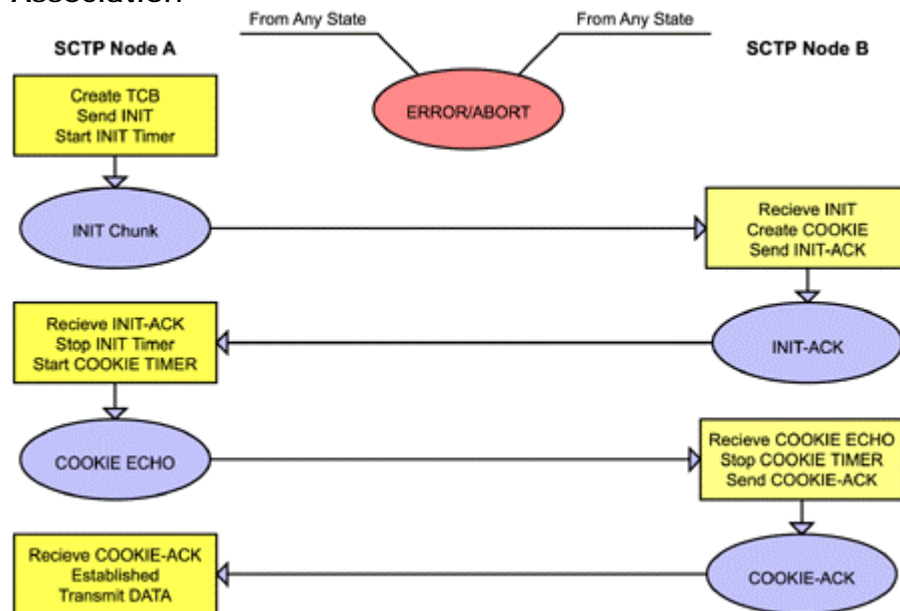 Association
From Any State
From Any State
SCTP Node A
SCTP Node B
ERROR/ABORT
Create TCB
Send INIT
Start INIT Timer
INIT Chunk
Recieve INIT
Create COOKIE
Send INIT-ACK
INIT-ACK
Recieve INIT-ACK
Stop INIT Timer
Start COOKIE TIMER
COOKIE ECHO
Recieve COOKIE ECHO
Stop COOKIE TIMER
Send COOKIE-ACK
COOKIE-ACK
Recieve COOKIE-ACK
Established
Transmit DATA